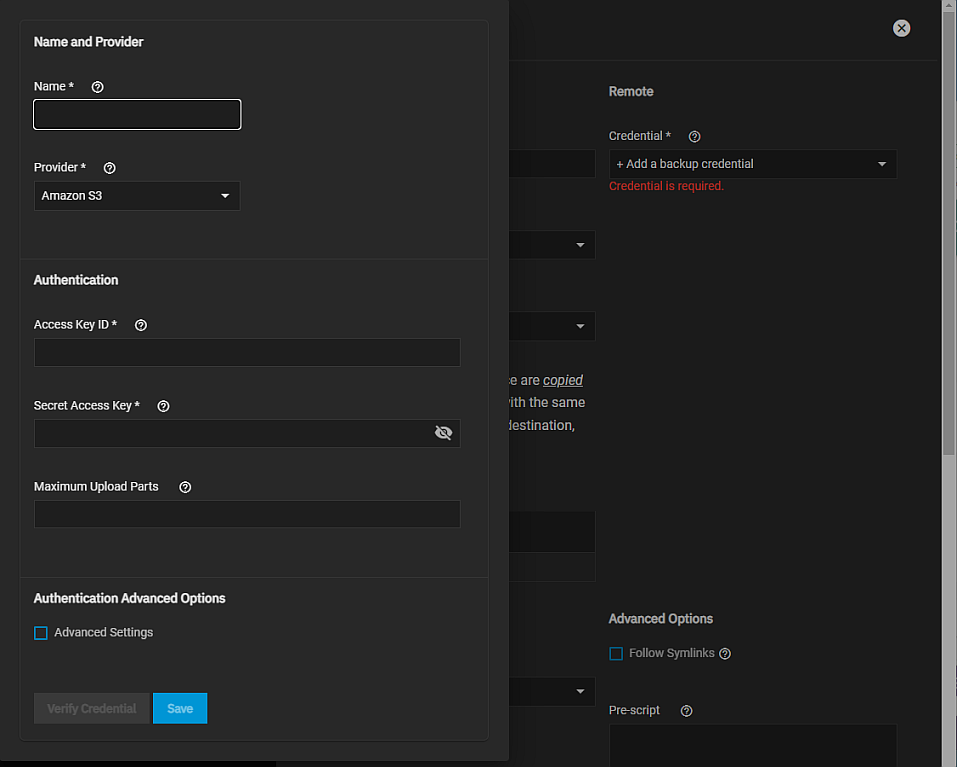 Name and Provider
Name *
Provider *
Amazon S3
Authentication
Access Key ID *
Secret Access Key *
Maximum Upload Parts
Authentication Advanced Options
Advanced Settings
Verify Credential
Save
Remote
Credential *
+ Add a backup credential
Credential is required.
are copied
with the same
destination,
Advanced Options
Follow Symlinks
Pre-script